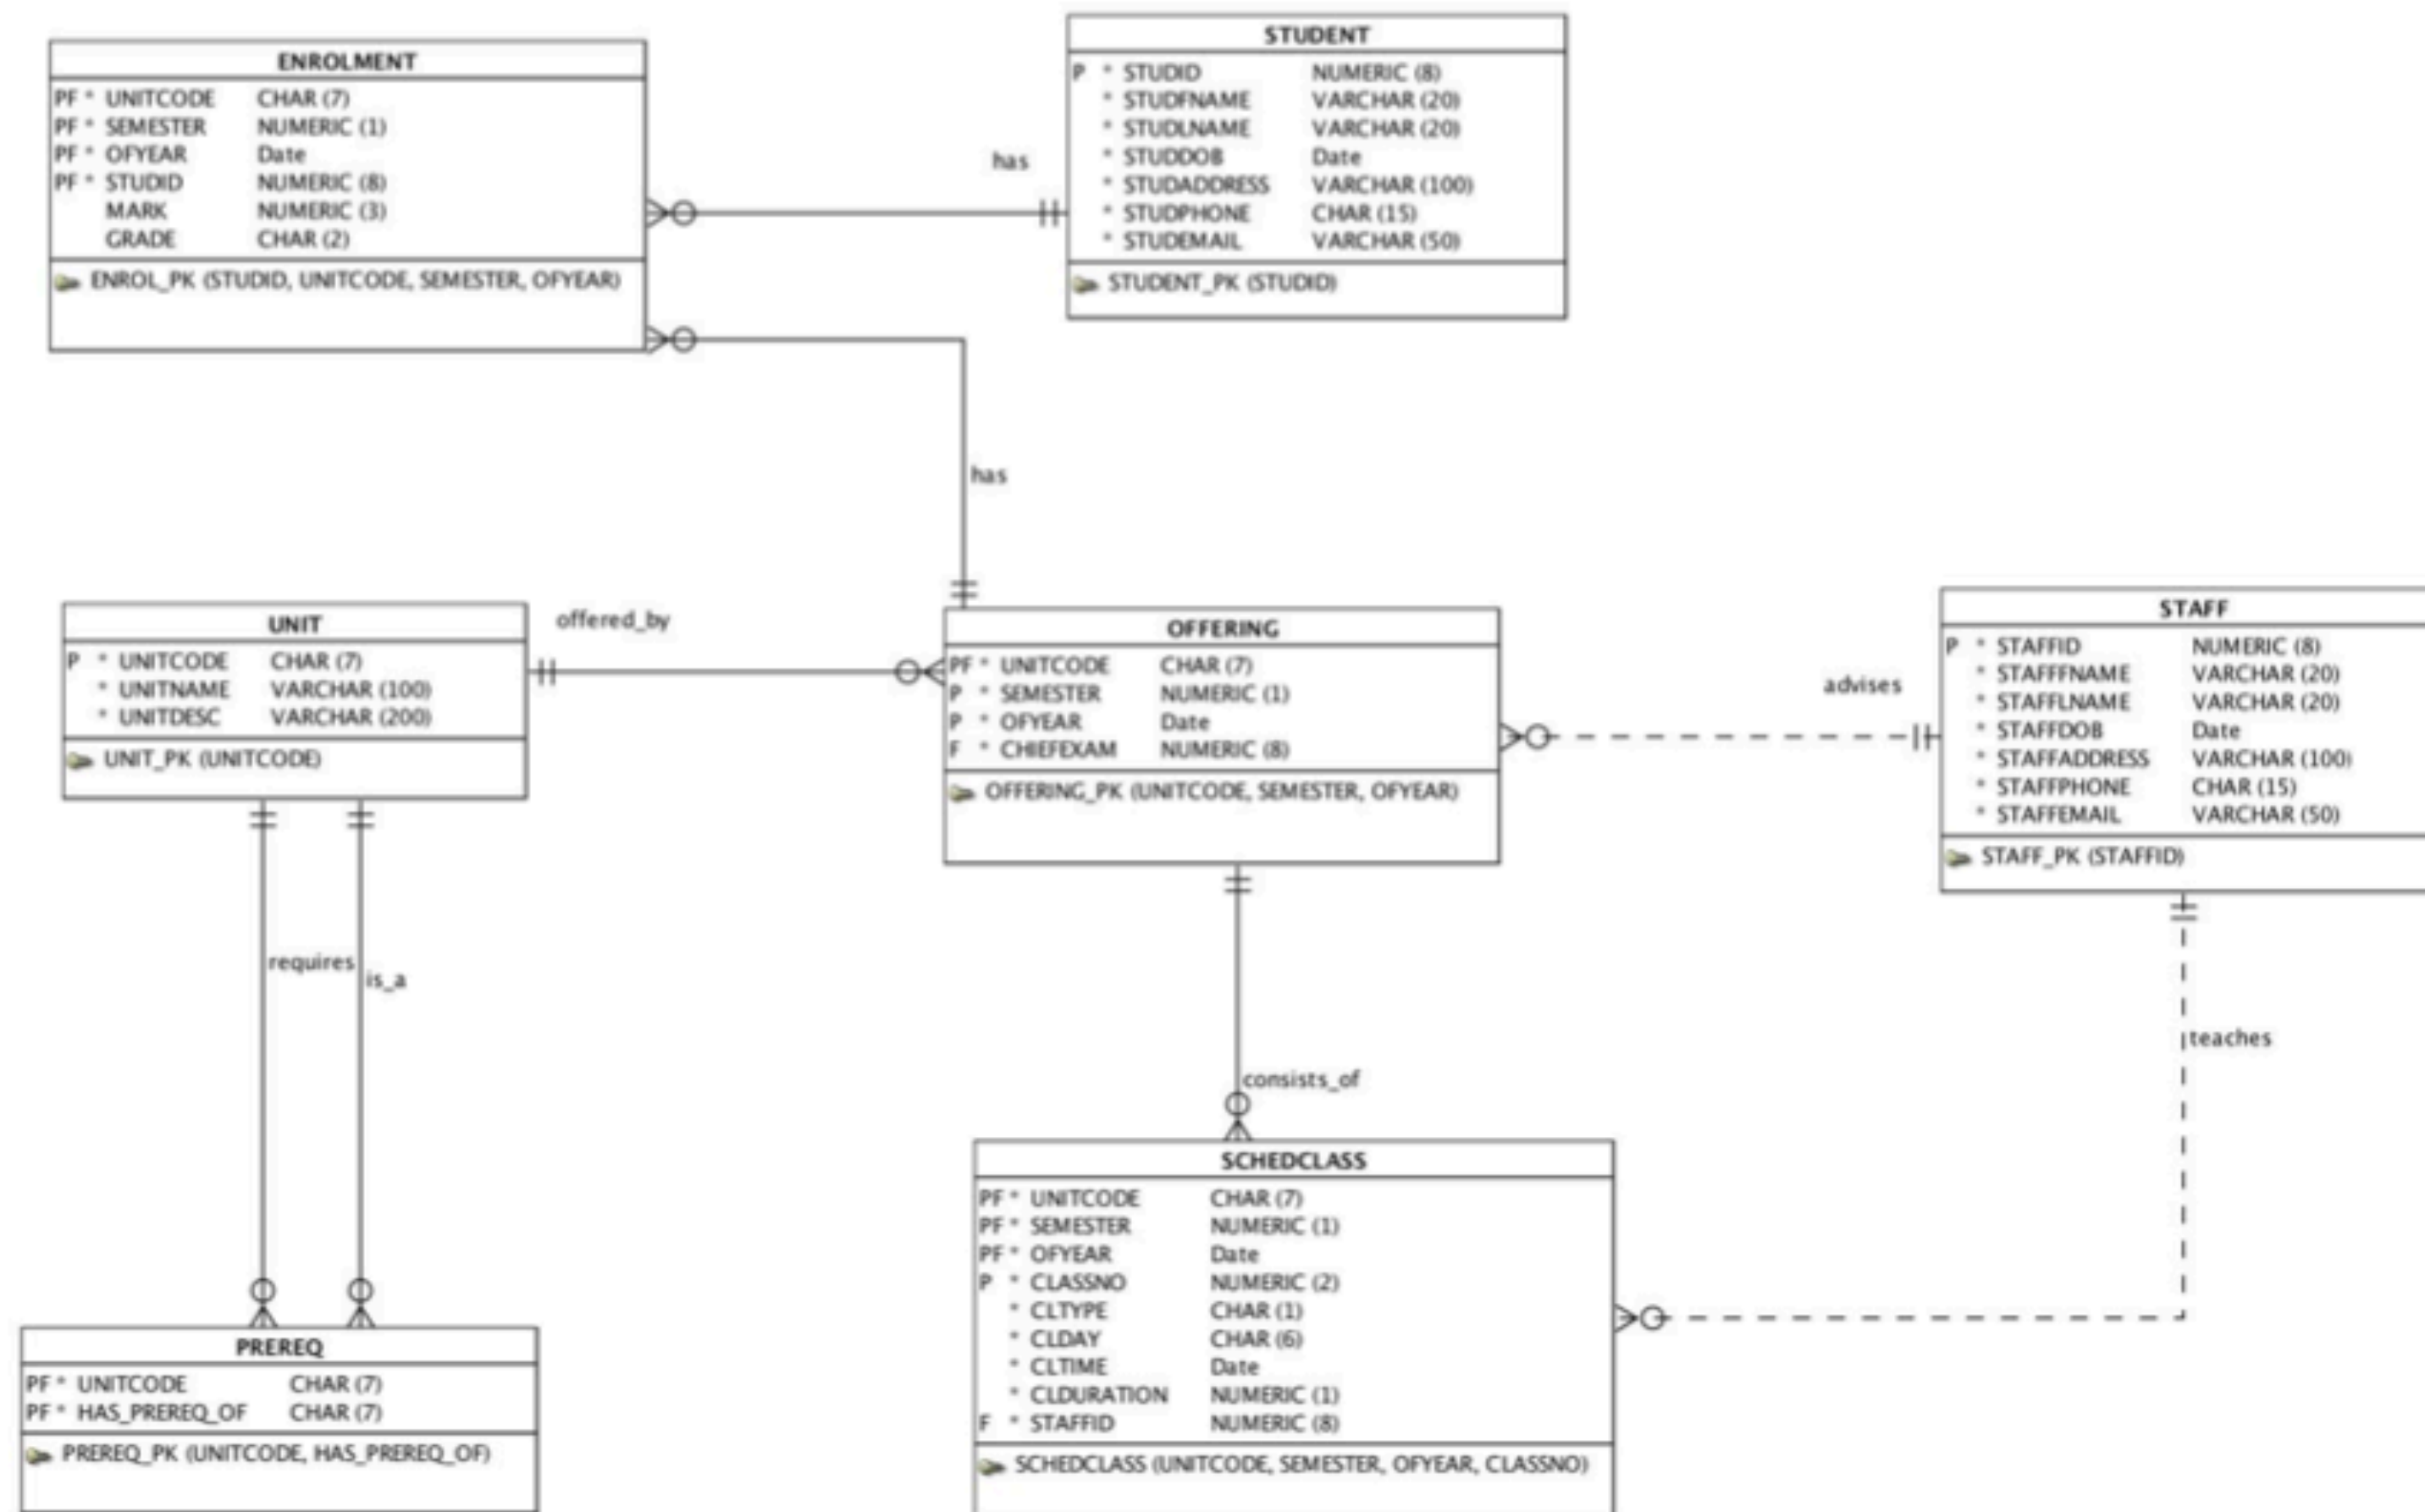 ENROLMENT
PF * UNITCODE CHAR (7)
PF * SEMESTER NUMERIC (1)
PF * OFYEAR Date
PF * STUDID NUMERIC (8)
MARK NUMERIC (3)
GRADE CHAR (2)
ENROL_PK (STUDID, UNITCODE, SEMESTER, OFYEAR)
STUDENT
P * STUDID NUMERIC (8)
* STUDFNAME VARCHAR (20)
* STUDLNAME VARCHAR (20)
* STUDDOB Date
* STUDADDRESS VARCHAR (100)
* STUDPHONE CHAR (15)
* STUDEMAIL VARCHAR (50)
STUDENT_PK (STUDID)
has
has
UNIT
P * UNITCODE CHAR (7)
* UNITNAME VARCHAR (100)
* UNITDESC VARCHAR (200)
UNIT_PK (UNITCODE)
offered_by
OFFERING
PF * UNITCODE CHAR (7)
P * SEMESTER NUMERIC (1)
P * OFYEAR Date
F * CHIEFEXAM NUMERIC (8)
OFFERING_PK (UNITCODE, SEMESTER, OFYEAR)
advises
STAFF
P * STAFFID NUMERIC (8)
* STAFFFNAME VARCHAR (20)
* STAFFLNAME VARCHAR (20)
* STAFFDOB Date
* STAFFADDRESS VARCHAR (100)
* STAFFPHONE CHAR (15)
* STAFFEMAIL VARCHAR (50)
STAFF_PK (STAFFID)
requires
is_a
consists_of
teaches
PREREQ
PF * UNITCODE CHAR (7)
PF * HAS_PREREQ_OF CHAR (7)
PREREQ_PK (UNITCODE, HAS_PREREQ_OF)
SCHEDCLASS
PF * UNITCODE CHAR (7)
PF * SEMESTER NUMERIC (1)
PF * OFYEAR Date
P * CLASSNO NUMERIC (2)
* CLTYPE CHAR (1)
* CLDAY CHAR (6)
* CLTIME Date
* CLDURATION NUMERIC (1)
F * STAFFID NUMERIC (8)
SCHEDCLASS (UNITCODE, SEMESTER, OFYEAR, CLASSNO)